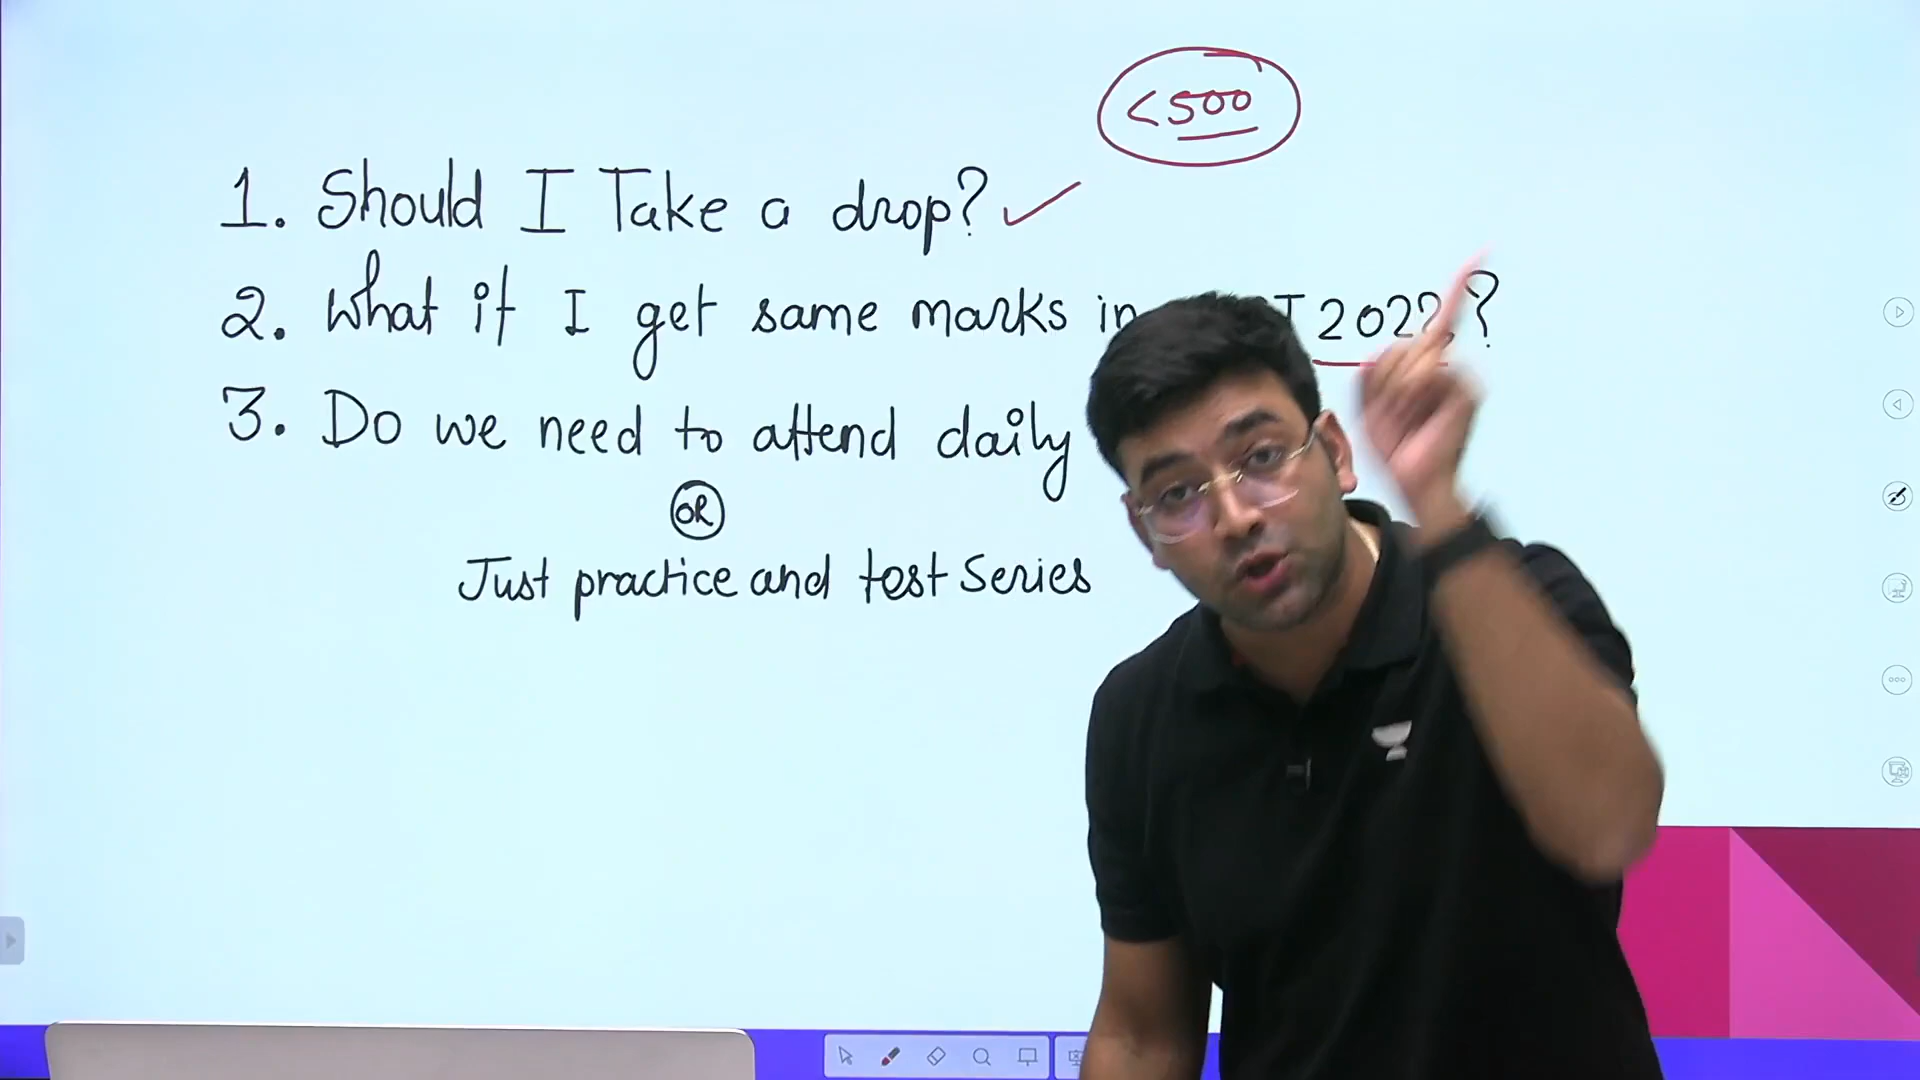 <500
1. Should I Take a drop?
2. What if I get same marks in T 2022?
3. Do we need to attend daily
OR
Just practice and test series